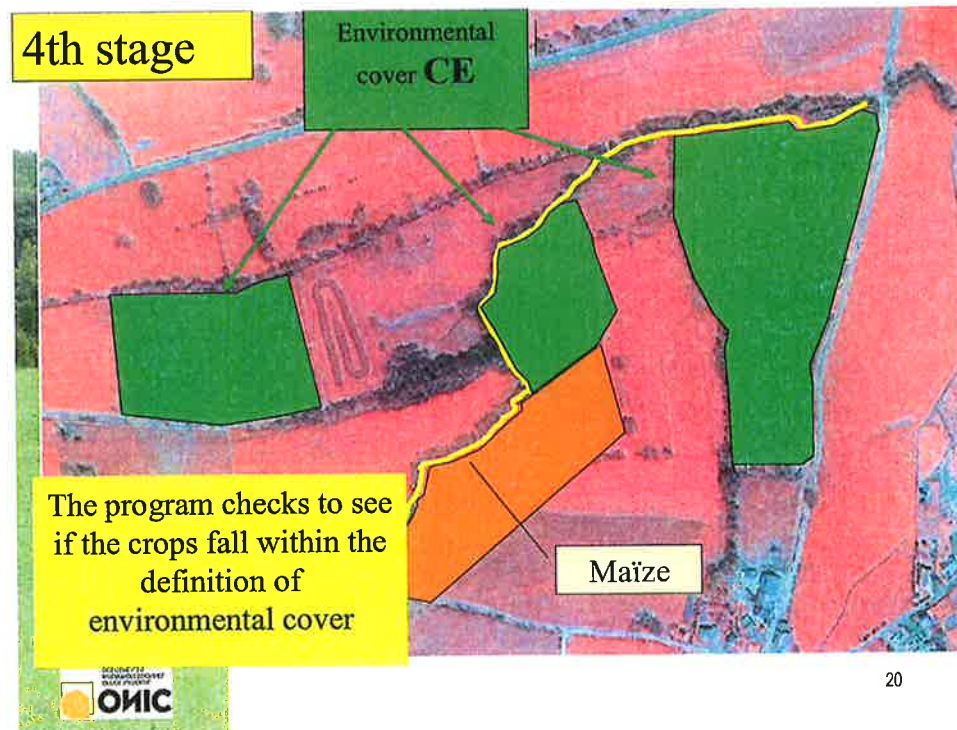 4th stage
Environmental
cover CE
The program checks to see
if the crops fall within the
definition of
environmental cover
Maïze
ONIC
20